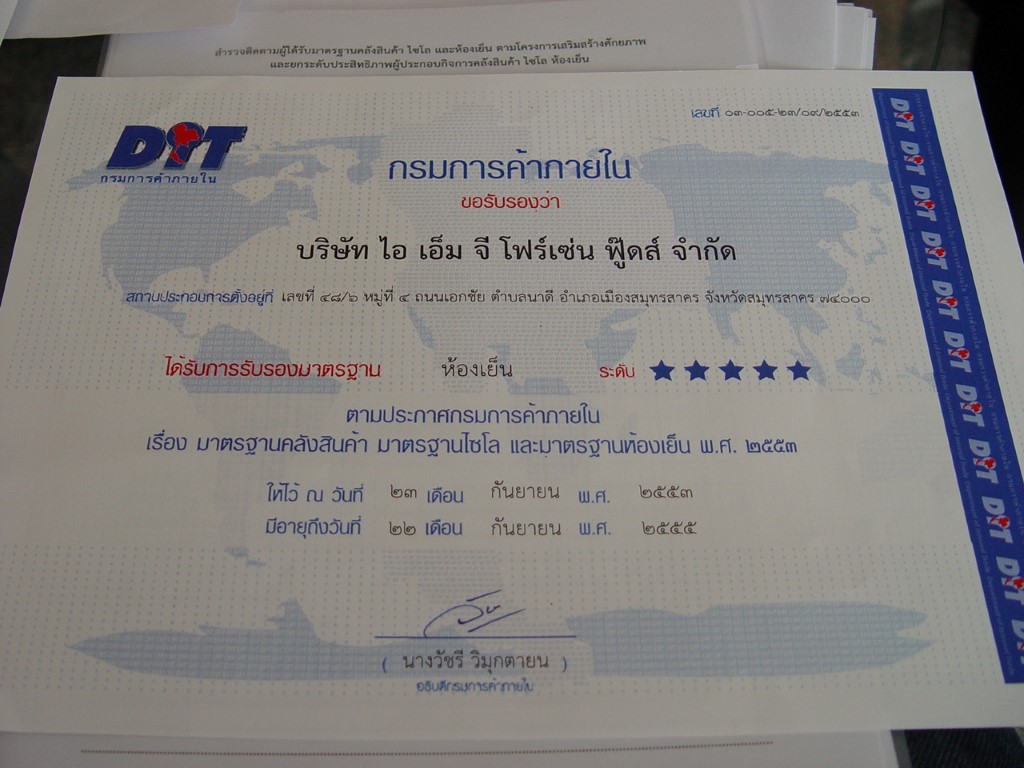 สำรวจติดตามผู้ได้รับมาตรฐานคลังสินค้า ไซโล และห้องเย็น ตามโครงการเสริมสร้างศักยภาพ
และยกระดับประสิทธิภาพผู้ประกอบกิจการคลังสินค้า ไซโล ห้องเย็น
เลขที่ ๐๓-๐๐๕-๒๓/๐๙/๒๕๕๓
DIT
กรมการค้าภายใน
กรมการค้าภายใน
ขอรับรองว่า
บริษัท ไอ เอ็ม จี โฟร์เซ่น ฟู๊ดส์ จำกัด
สถานประกอบการตั้งอยู่ที่ เลขที่ ๔๘/๖ หมู่ที่ ๔ ถนนเอกชัย ตำบลนาดี อำเภอเมืองสมุทรสาคร จังหวัดสมุทรสาคร ๗๔๐๐๐
ได้รับการรับรองมาตรฐาน ห้องเย็น ระดับ ★★★★★
ตามประกาศกรมการค้าภายใน
เรื่อง มาตรฐานคลังสินค้า มาตรฐานไซโล และมาตรฐานห้องเย็น พ.ศ. ๒๕๕๓
ให้ไว้ ณ วันที่ ๒๓ เดือน กันยายน พ.ศ. ๒๕๕๓
มีอายุถึงวันที่ ๒๒ เดือน กันยายน พ.ศ. ๒๕๕๕
( นางวัชรี วิมุกตายน )
อธิบดีกรมการค้าภายใน
DIT DIT DIT DIT DIT DIT DIT DIT DIT DIT DIT DIT DIT